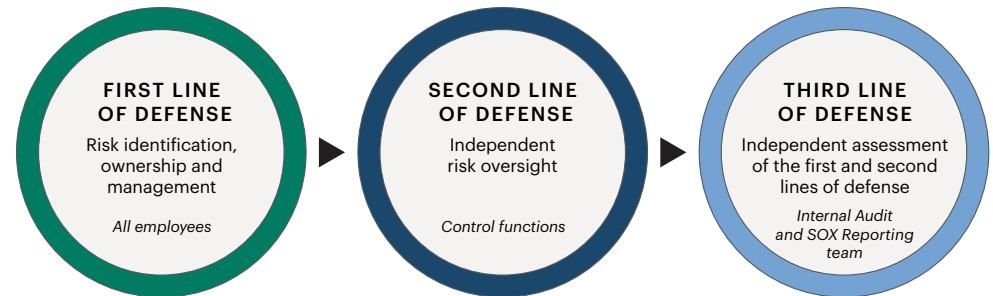 FIRST LINE
OF DEFENSE
Risk identification,
ownership and
management
All employees
SECOND LINE
OF DEFENSE
Independent
risk oversight
Control functions
THIRD LINE
OF DEFENSE
Independent assessment
of the first and second
lines of defense
Internal Audit
and SOX Reporting
team